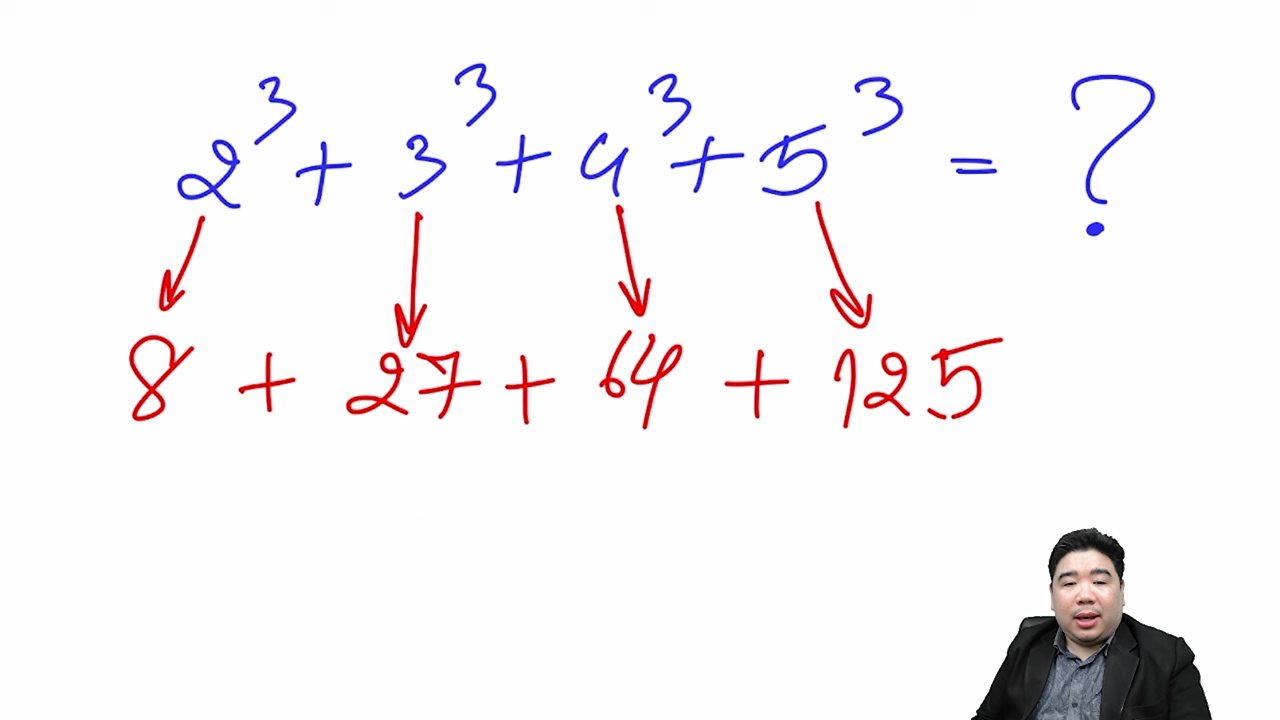 2³ + 3³ + 4³ + 5³ = ?
8 + 27 + 64 + 125